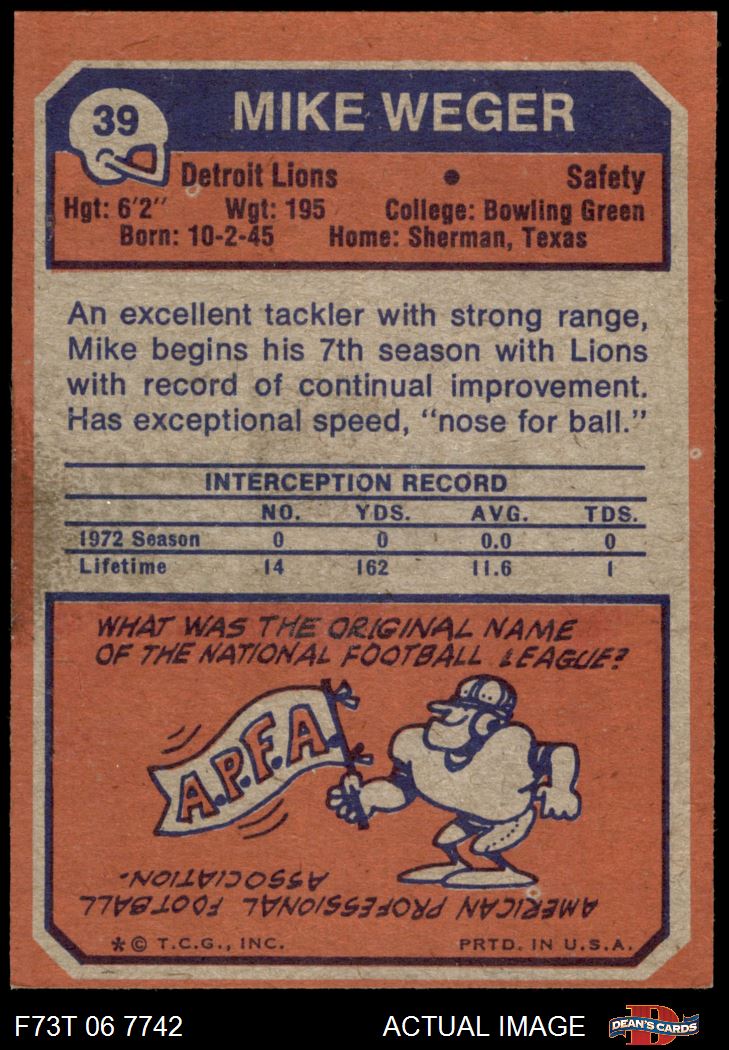 39
MIKE WEGER
Detroit Lions • Safety
Hgt: 6'2" Wgt: 195 College: Bowling Green
Born: 10-2-45 Home: Sherman, Texas
An excellent tackler with strong range,
Mike begins his 7th season with Lions
with record of continual improvement.
Has exceptional speed, "nose for ball."
INTERCEPTION RECORD
NO. YDS. AVG. TDS.
1972 Season 0 0 0.0 0
Lifetime 14 162 11.6 1
WHAT WAS THE ORIGINAL NAME
OF THE NATIONAL FOOTBALL LEAGUE?
A.P.F.A.
AMERICAN PROFESSIONAL FOOTBALL
ASSOCIATION.
* © T.C.G., INC. PRTD. IN U.S.A.
F73T 06 7742 ACTUAL IMAGE
D
DEAN'S CARDS